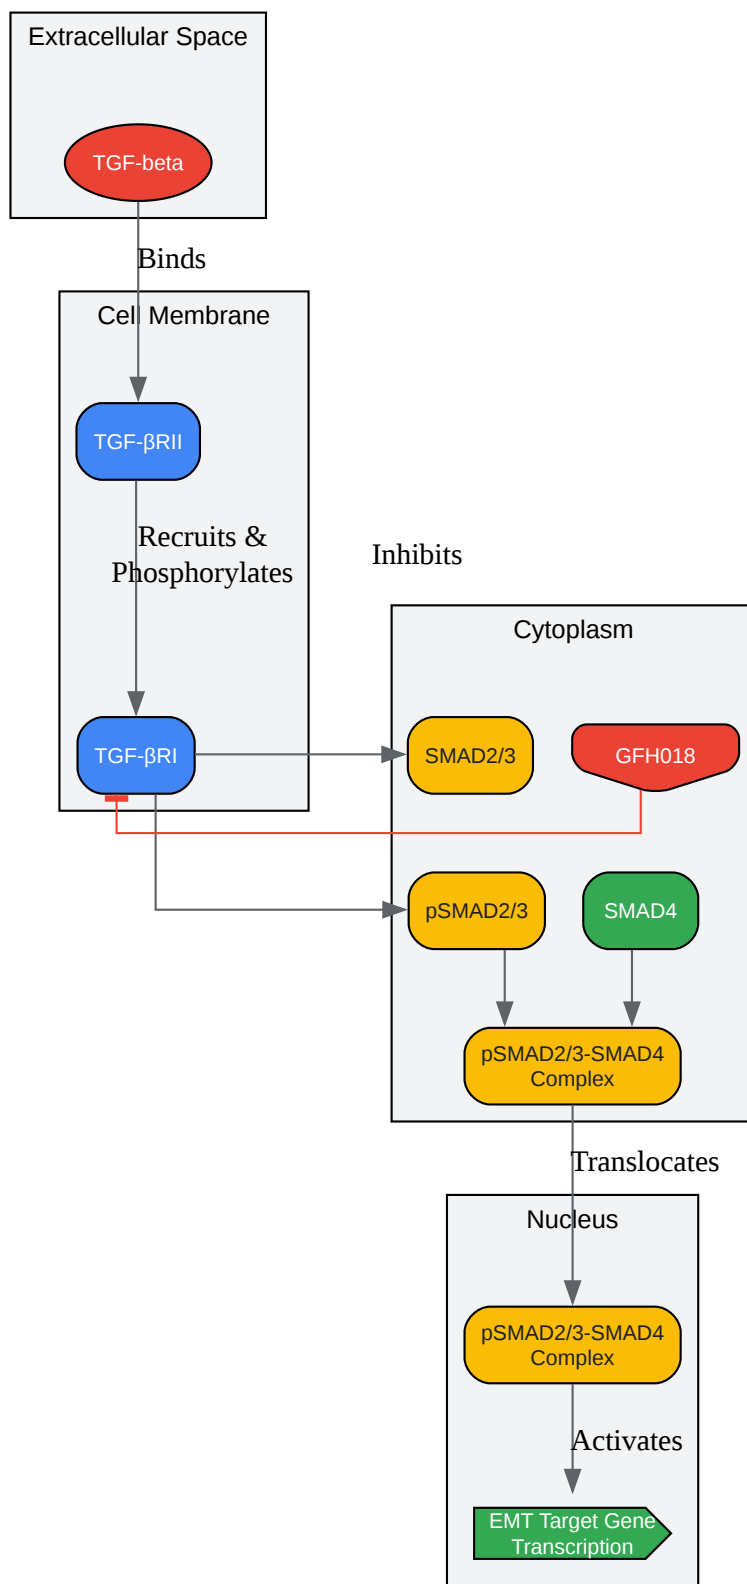 Extracellular Space
TGF-beta
Binds
Cell Membrane
TGF-βRII
Recruits &
Phosphorylates
Inhibits
Cytoplasm
TGF-βRI
SMAD2/3
GFH018
pSMAD2/3
SMAD4
pSMAD2/3-SMAD4
Complex
Translocates
Nucleus
pSMAD2/3-SMAD4
Complex
Activates
EMT Target Gene
Transcription